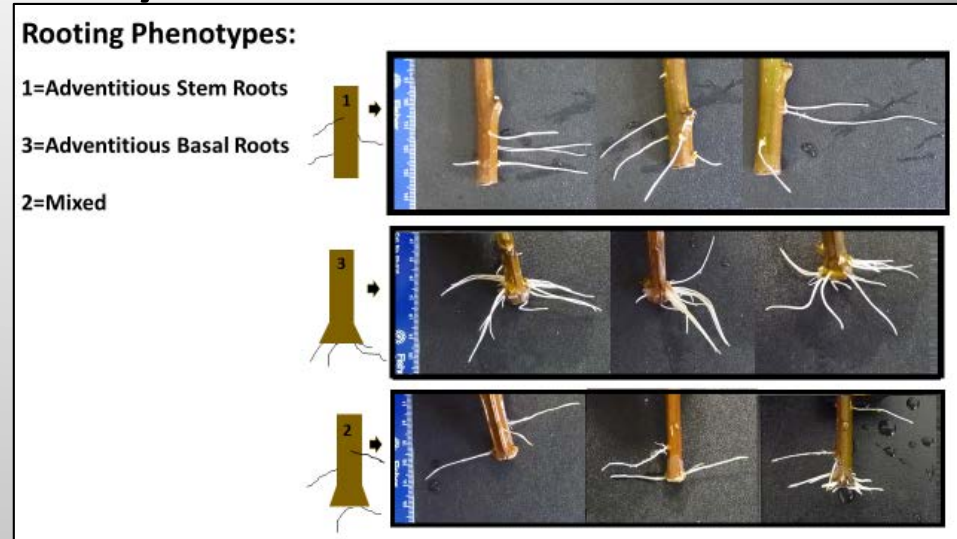 Rooting Phenotypes:
1=Adventitious Stem Roots
3=Adventitious Basal Roots
2=Mixed
1
3
2